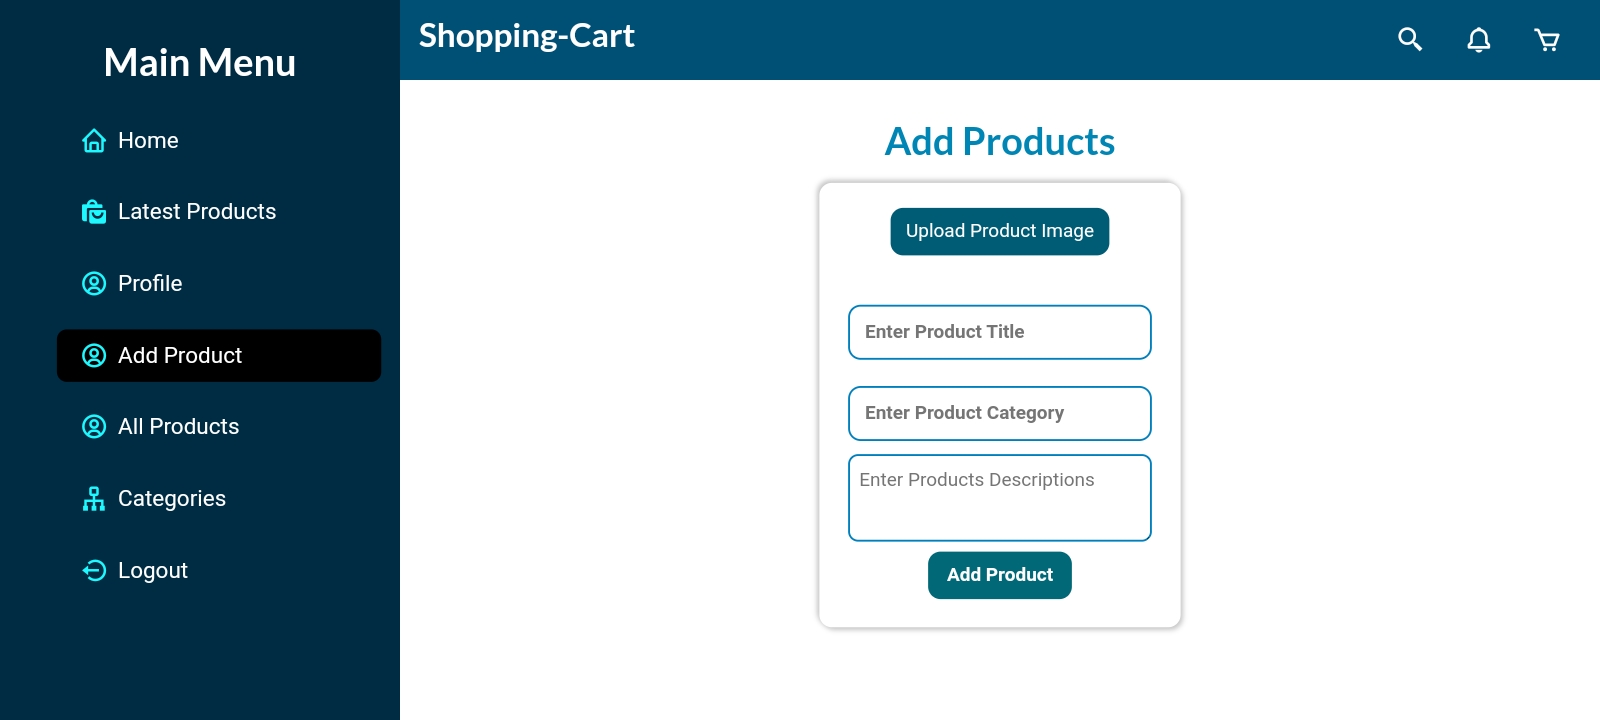 Main Menu
Home
Latest Products
Profile
Add Product
All Products
Categories
Logout
Shopping-Cart
Add Products
Upload Product Image
Enter Product Title
Enter Product Category
Enter Products Descriptions
Add Product